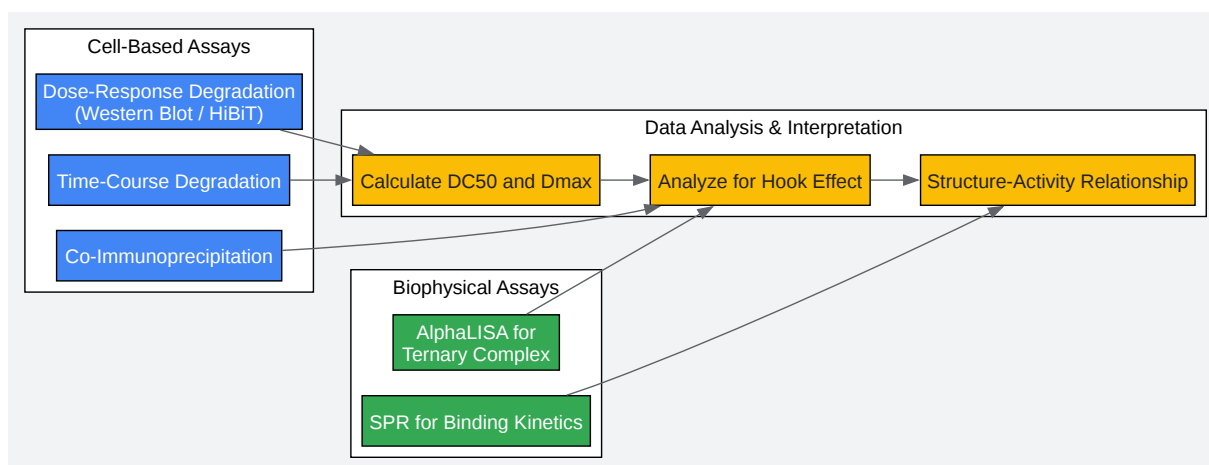 Cell-Based Assays
Dose-Response Degradation
(Western Blot / HiBiT)
Time-Course Degradation
Co-Immunoprecipitation
Data Analysis & Interpretation
Calculate DC50 and Dmax
Analyze for Hook Effect
Structure-Activity Relationship
Biophysical Assays
AlphaLISA for
Ternary Complex
SPR for Binding Kinetics